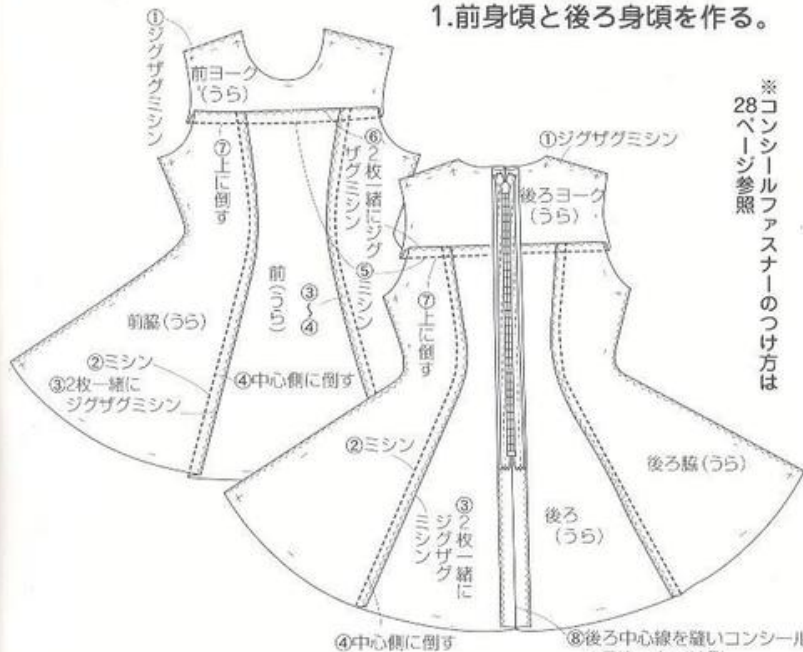 1.前身頃と後ろ身頃を作る。
※コンシールファスナーのつけ方は
28ページ参照
①ジグザグミシン
前ヨーク
(うら)
⑦上に倒す
⑥2枚一緒にジグ
ザグミシン
⑤ミシン
③~④
前(うら)
前脇(うら)
②ミシン
③2枚一緒に
ジグザグミシン
④中心側に倒す
①ジグザグミシン
後ろヨーク
(うら)
⑦上に倒す
②ミシン
③2枚一緒に
ジグザグ
ミシン
後ろ
(うら)
後ろ脇(うら)
④中心側に倒す
⑧後ろ中心線を縫いコンシール